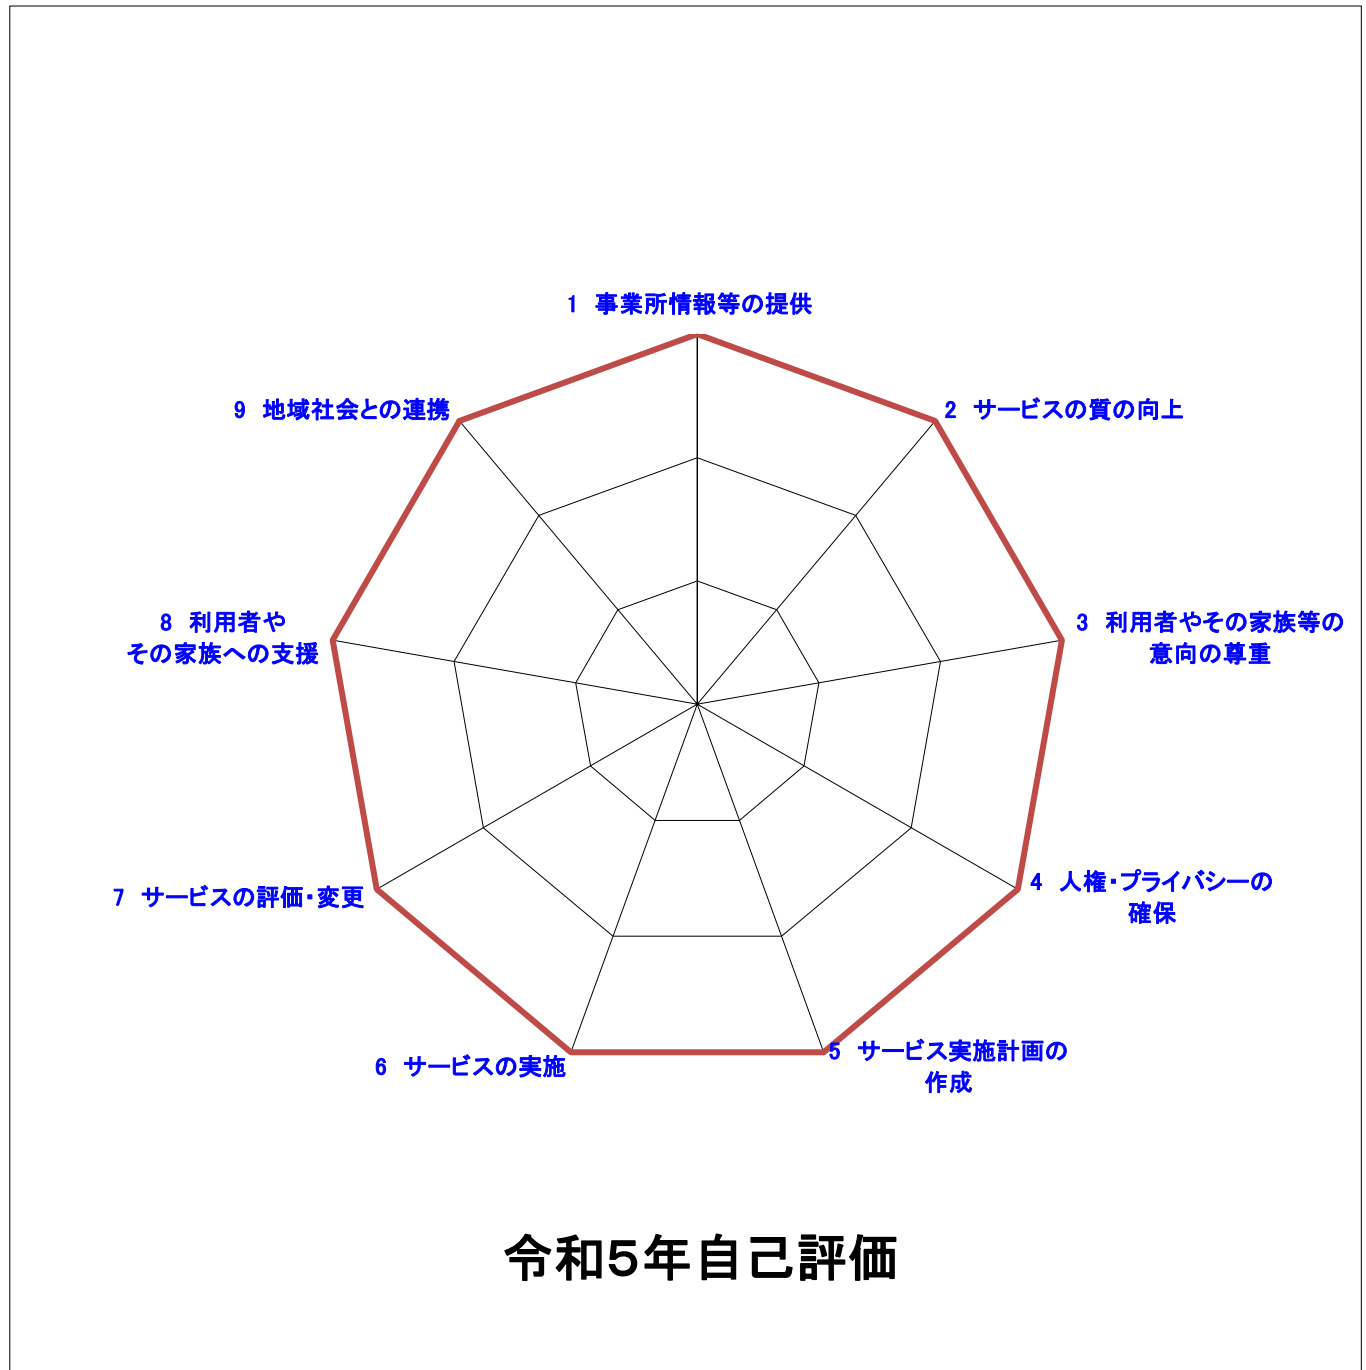 1 事業所情報等の提供
2 サービスの質の向上
3 利用者やその家族等の
意向の尊重
4 人権・プライバシーの
確保
5 サービス実施計画の
作成
6 サービスの実施
7 サービスの評価・変更
8 利用者や
その家族への支援
9 地域社会との連携
令和5年自己評価